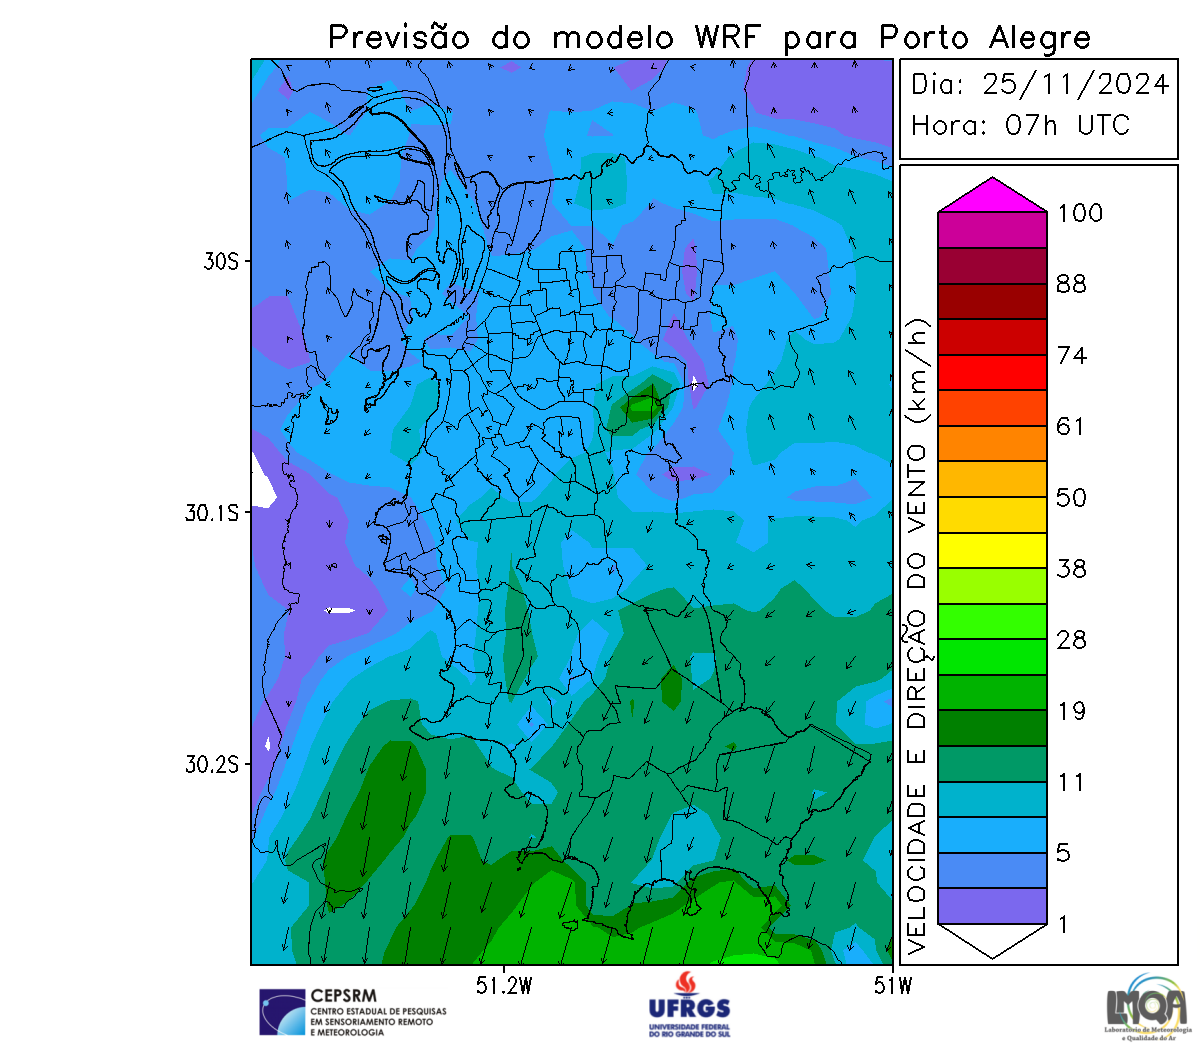 Previsão do modelo WRF para Porto Alegre
Dia: 25/11/2024
Hora: 07h UTC
30S
30.1S
30.2S
51.2W
51W
VELOCIDADE E DIREÇÃO DO VENTO (km/h)
100
88
74
61
50
38
28
19
11
5
1
CEPSRM
CENTRO ESTADUAL DE PESQUISAS
EM SENSORIAMENTO REMOTO
E METEOROLOGIA
UFRGS
UNIVERSIDADE FEDERAL
DO RIO GRANDE DO SUL
LMQA
Laboratório de Meteorologia
e Qualidade do Ar